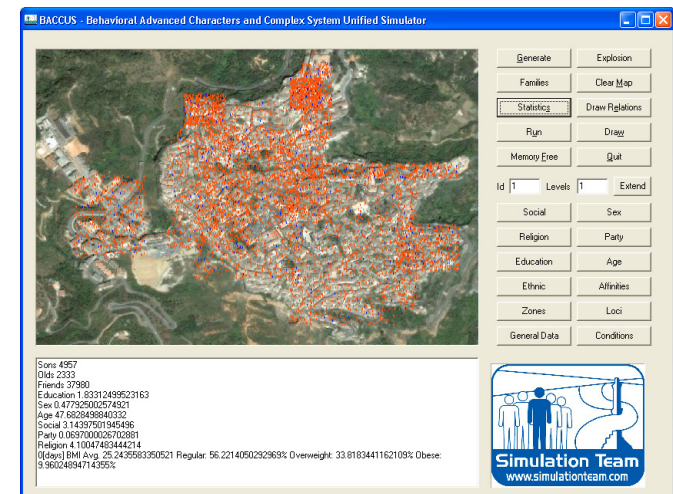 BACCUS - Behavioral Advanced Characters and Complex System Unified Simulator
Generate Explosion
Families Clear Map
Statistics Draw Relations
Run Draw
Memory Free Quit
Id 1 Levels 1 Extend
Social Sex
Religion Party
Education Age
Ethnic Affinities
Zones Loci
General Data Conditions
Sons 4957
Olds 2333
Friends 37980
Education 1.83312499523163
Sex 0.477925002574921
Age 47.6828498840332
Social 3.14397501945496
Party 0.0697000026702881
Religion 4.10047483444214
0[days] BMI Avg. 25.2435583350521 Regular: 56.2214050292969% Overweight: 33.8183441162109% Obese:
9.96024894714355%
Simulation Team
www.simulationteam.com